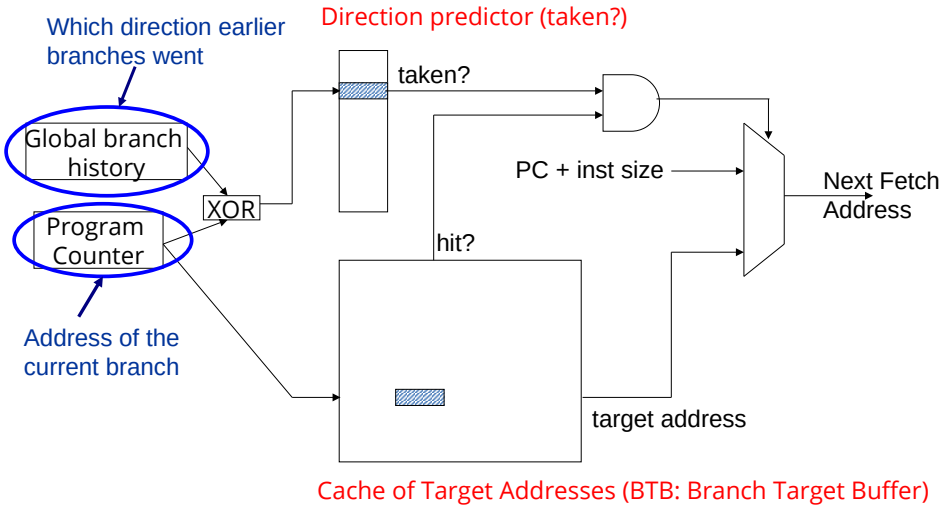 Direction predictor (taken?)
Which direction earlier
branches went
taken?
Global branch
history
PC + inst size
Next Fetch
Address
XOR
Program
Counter
hit?
Address of the
current branch
target address
Cache of Target Addresses (BTB: Branch Target Buffer)